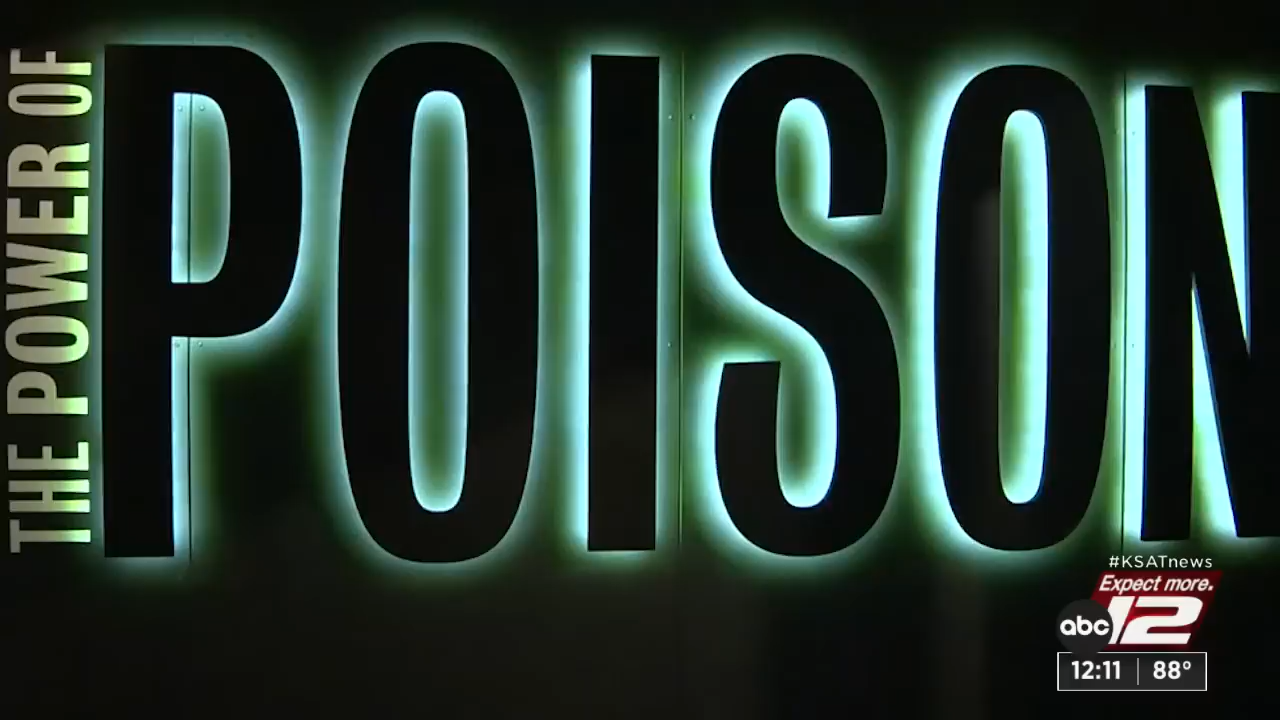 THE POWER OF
POISON
#KSATnews
Expect more.
abc 12
12:11 88°